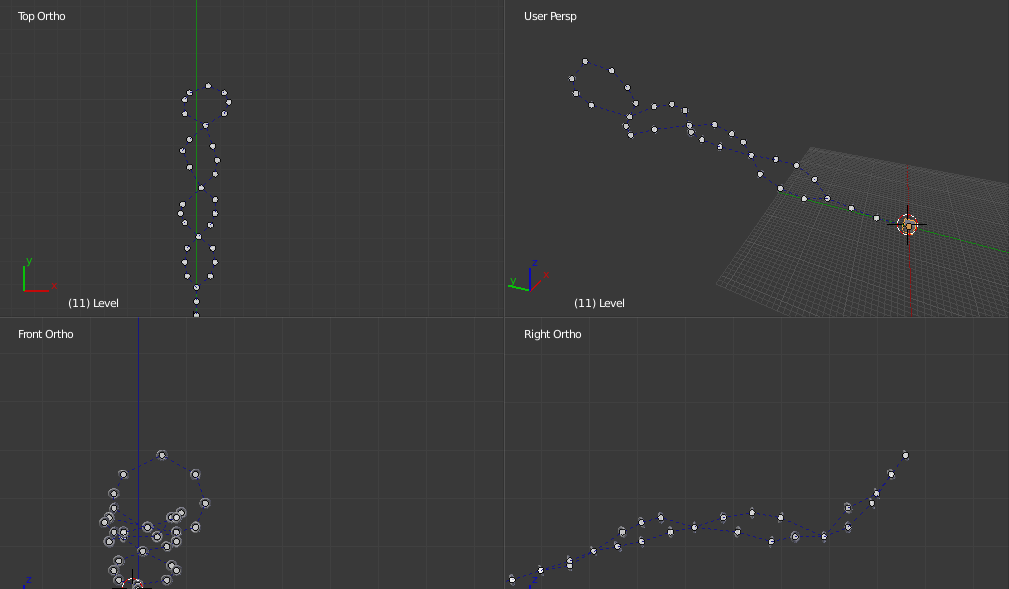 Top Ortho
User Persp
y
x
(11) Level
z
y
x
(11) Level
Front Ortho
Right Ortho
z
z